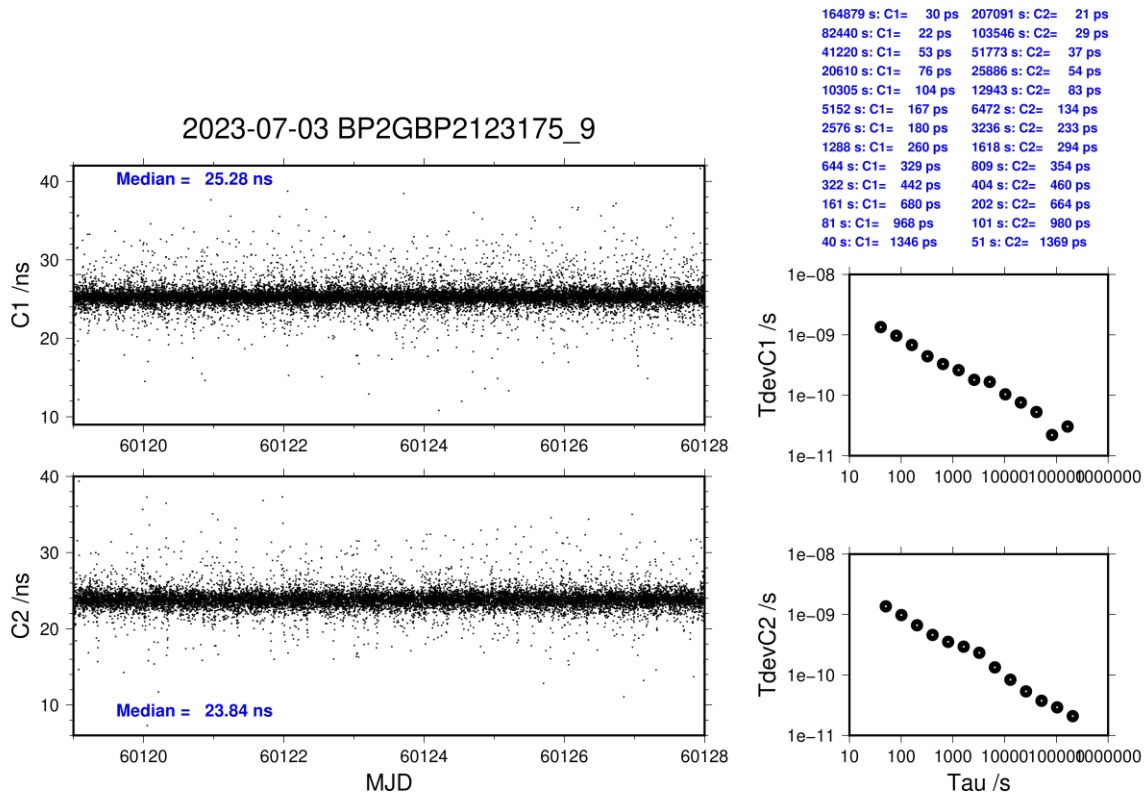 164879 s: C1= 30 ps 207091 s: C2= 21 ps
82440 s: C1= 22 ps 103546 s: C2= 29 ps
41220 s: C1= 53 ps 51773 s: C2= 37 ps
20610 s: C1= 76 ps 25886 s: C2= 54 ps
10305 s: C1= 104 ps 12943 s: C2= 83 ps
5152 s: C1= 167 ps 6472 s: C2= 134 ps
2576 s: C1= 180 ps 3236 s: C2= 233 ps
1288 s: C1= 260 ps 1618 s: C2= 294 ps
644 s: C1= 329 ps 809 s: C2= 354 ps
322 s: C1= 442 ps 404 s: C2= 460 ps
161 s: C1= 680 ps 202 s: C2= 664 ps
81 s: C1= 968 ps 101 s: C2= 980 ps
40 s: C1= 1346 ps 51 s: C2= 1369 ps
2023-07-03 BP2GBP2123175_9
Median = 25.28 ns
C1 /ns
40
30
20
10
60120 60122 60124 60126 60128
C2 /ns
40
30
20
10
Median = 23.84 ns
60120 60122 60124 60126 60128
MJD
TdevC1 /s
1e−08
1e−09
1e−10
1e−11
10 100 1000 10000 100000 1000000
TdevC2 /s
1e−08
1e−09
1e−10
1e−11
10 100 1000 10000 100000 1000000
Tau /s